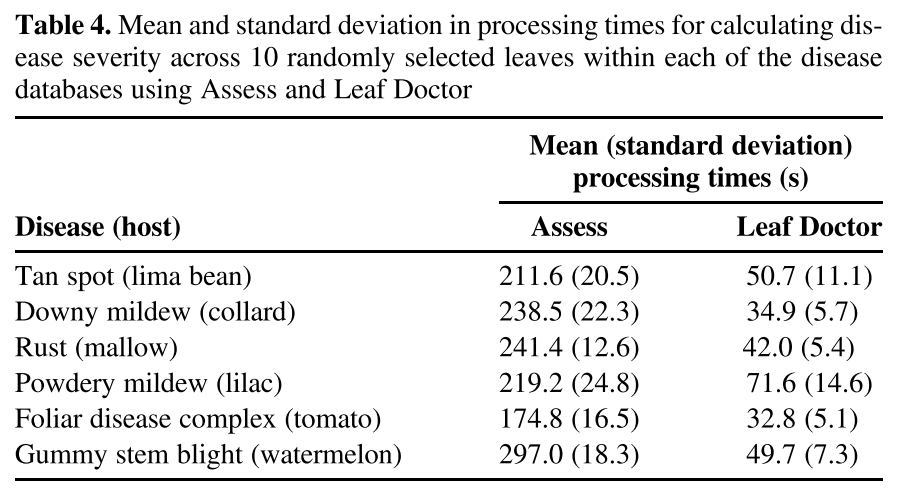 Table 4. Mean and standard deviation in processing times for calculating dis-
ease severity across 10 randomly selected leaves within each of the disease
databases using Assess and Leaf Doctor
Mean (standard deviation)
processing times (s)
Disease (host) Assess Leaf Doctor
Tan spot (lima bean) 211.6 (20.5) 50.7 (11.1)
Downy mildew (collard) 238.5 (22.3) 34.9 (5.7)
Rust (mallow) 241.4 (12.6) 42.0 (5.4)
Powdery mildew (lilac) 219.2 (24.8) 71.6 (14.6)
Foliar disease complex (tomato) 174.8 (16.5) 32.8 (5.1)
Gummy stem blight (watermelon) 297.0 (18.3) 49.7 (7.3)